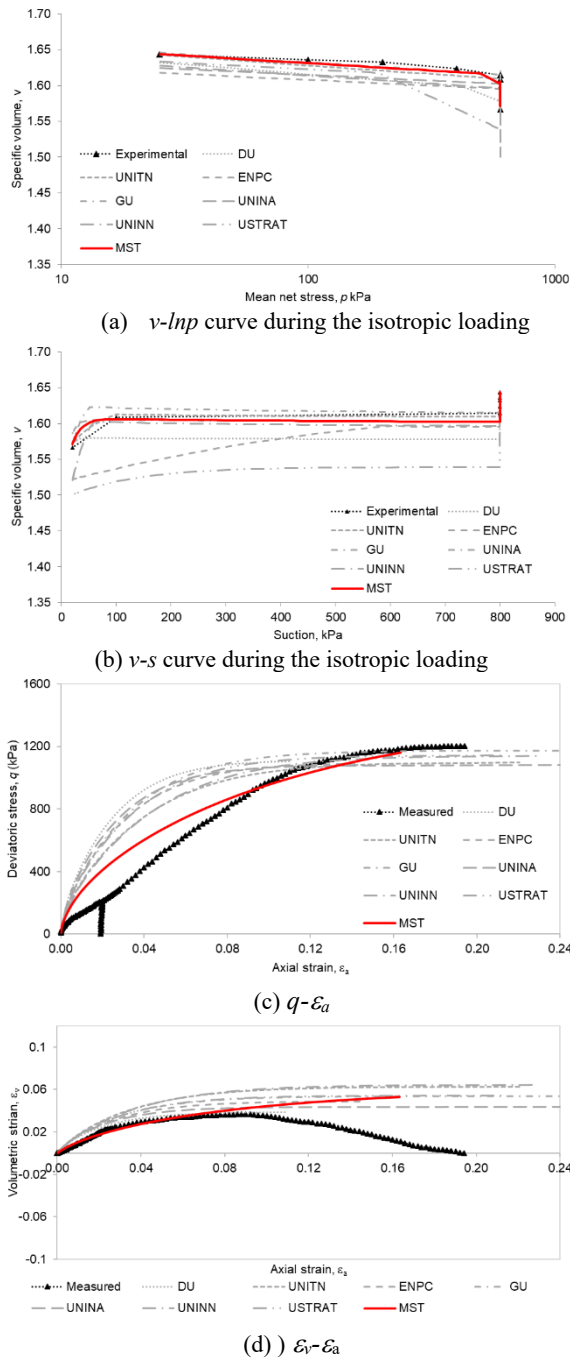 1.70
1.65
1.60
1.55
1.50
1.45
1.40
1.35
Specific volume, v
Experimental
DU
UNITN
ENPC
GU
UNINA
UNINN
USTRAT
MST
10
100
1000
Mean net stress, p kPa
(a) v-lnp curve during the isotropic loading
1.70
1.65
1.60
1.55
1.50
1.45
1.40
1.35
Specific volume, v
Experimental
DU
UNITN
ENPC
GU
UNINA
UNINN
USTRAT
MST
0 100 200 300 400 500 600 700 800 900
Suction, kPa
(b) v-s curve during the isotropic loading
1600
1200
800
400
0
Deviatoric stress, q (kPa)
Measured
DU
UNITN
ENPC
GU
UNINA
UNINN
USTRAT
MST
0.00 0.04 0.08 0.12 0.16 0.20 0.24
Axial strain, εa
(c) q-εa
0.1
0.06
0.02
-0.02
-0.06
-0.1
Volumetric strian, εv
0.00 0.04 0.08 0.12 0.16 0.20 0.24
Axial strain, εa
Measured DU UNITN ENPC GU
UNINA UNINN USTRAT MST
(d) ) εv-εa